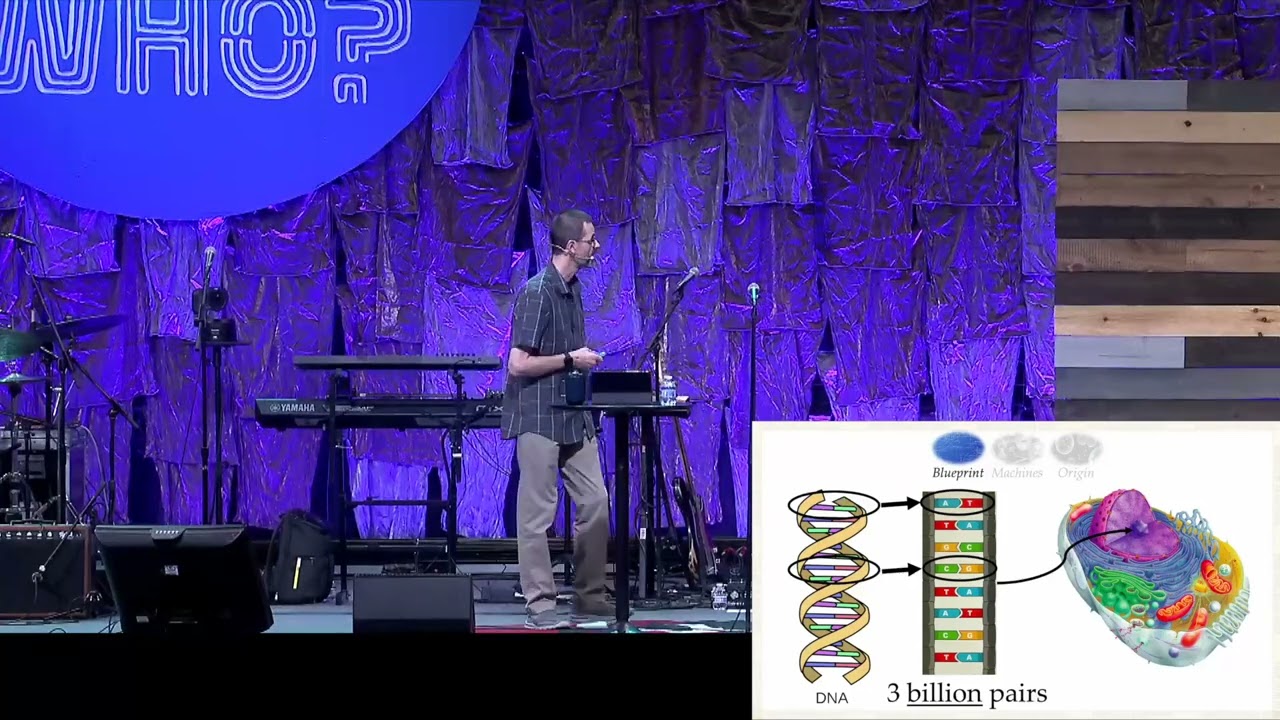 WHO?
YAMAHA
Blueprint Machines Origin
A T
T A
G C
C G
T A
A T
C G
T A
DNA
3 billion pairs